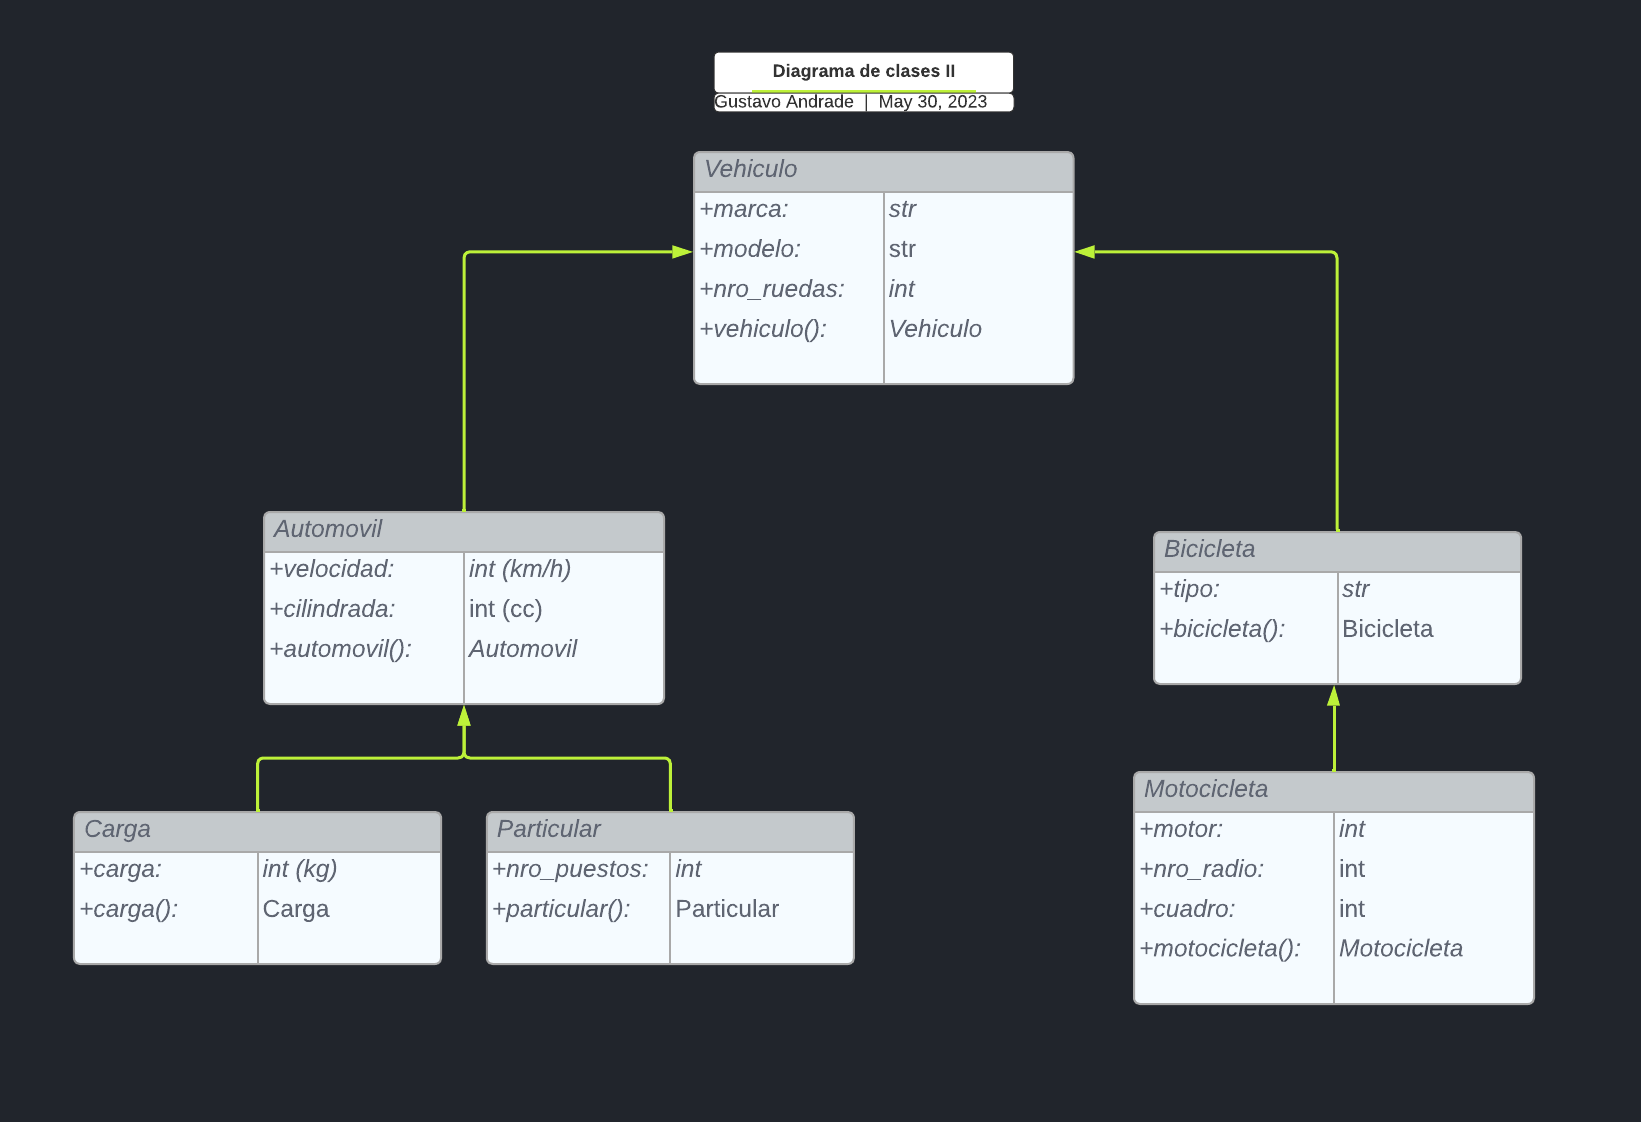 Diagrama de clases II
Gustavo Andrade | May 30, 2023
Vehiculo
+marca: str
+modelo: str
+nro_ruedas: int
+vehiculo(): Vehiculo
Automovil
+velocidad: int (km/h)
+cilindrada: int (cc)
+automovil(): Automovil
Bicicleta
+tipo: str
+bicicleta(): Bicicleta
Carga
+carga: int (kg)
+carga(): Carga
Particular
+nro_puestos: int
+particular(): Particular
Motocicleta
+motor: int
+nro_radio: int
+cuadro: int
+motocicleta(): Motocicleta